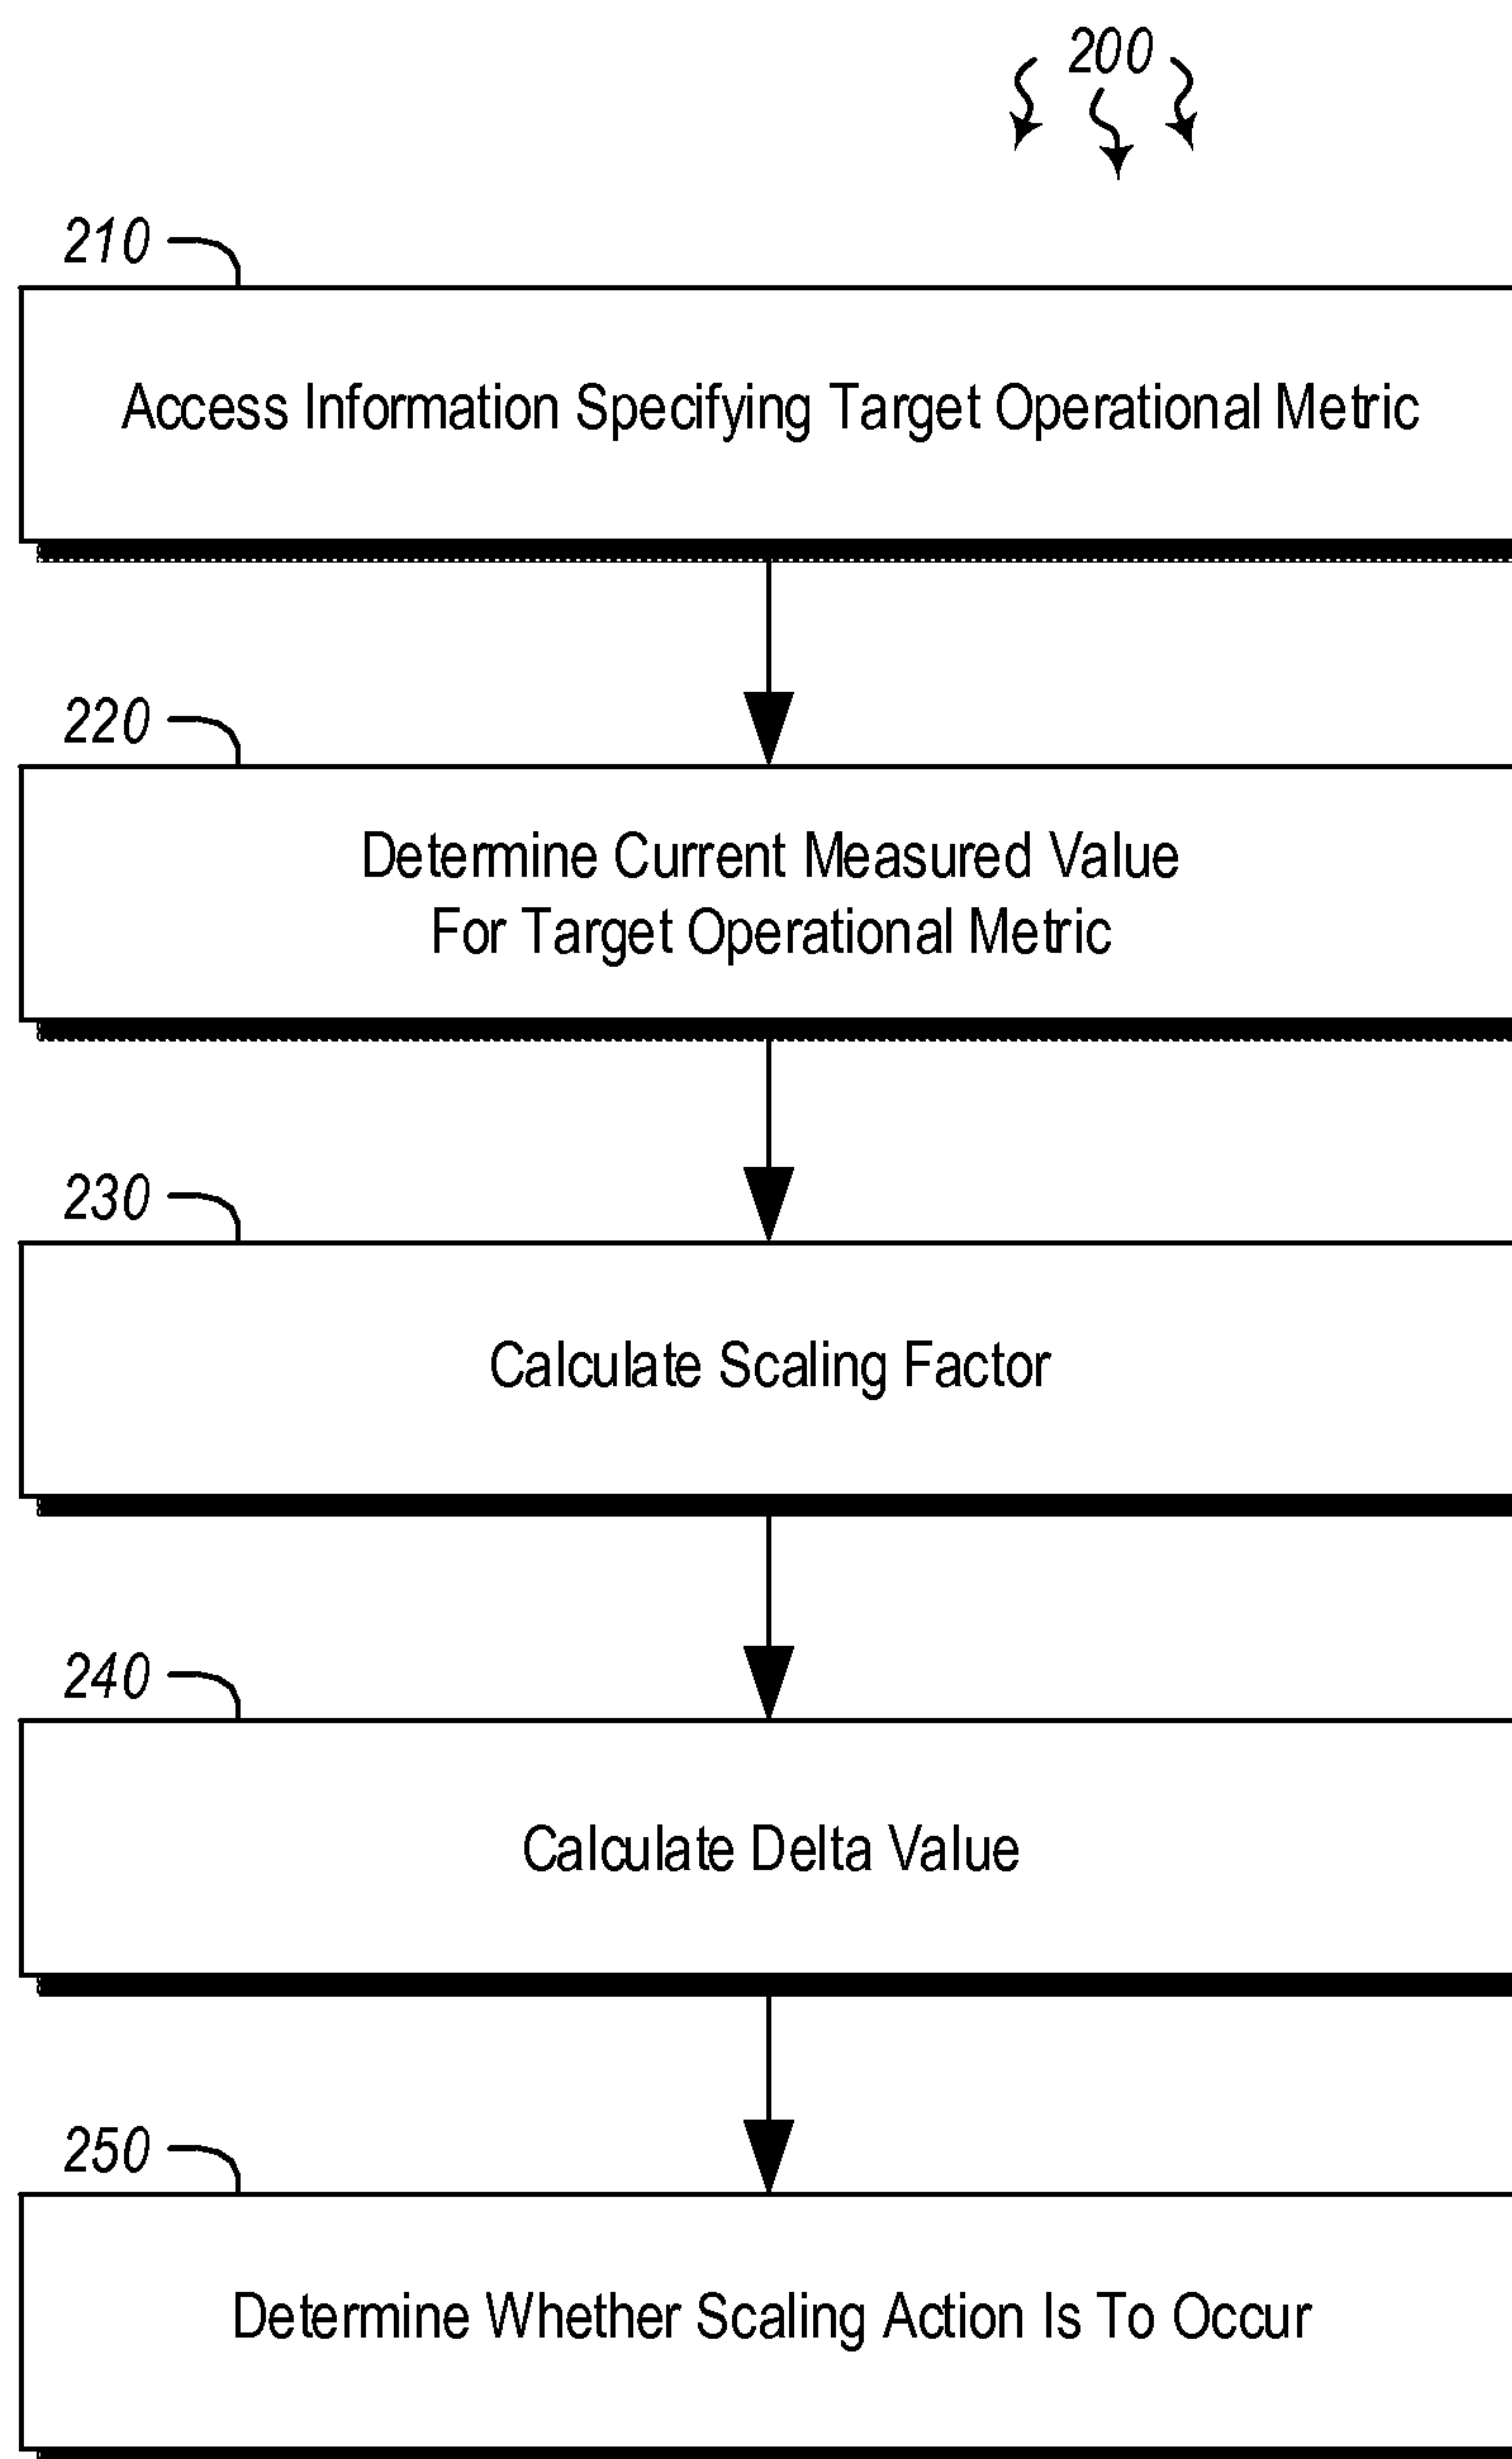 200
210
Access Information Specifying Target Operational Metric
220
Determine Current Measured Value
For Target Operational Metric
230
Calculate Scaling Factor
240
Calculate Delta Value
250
Determine Whether Scaling Action Is To Occur